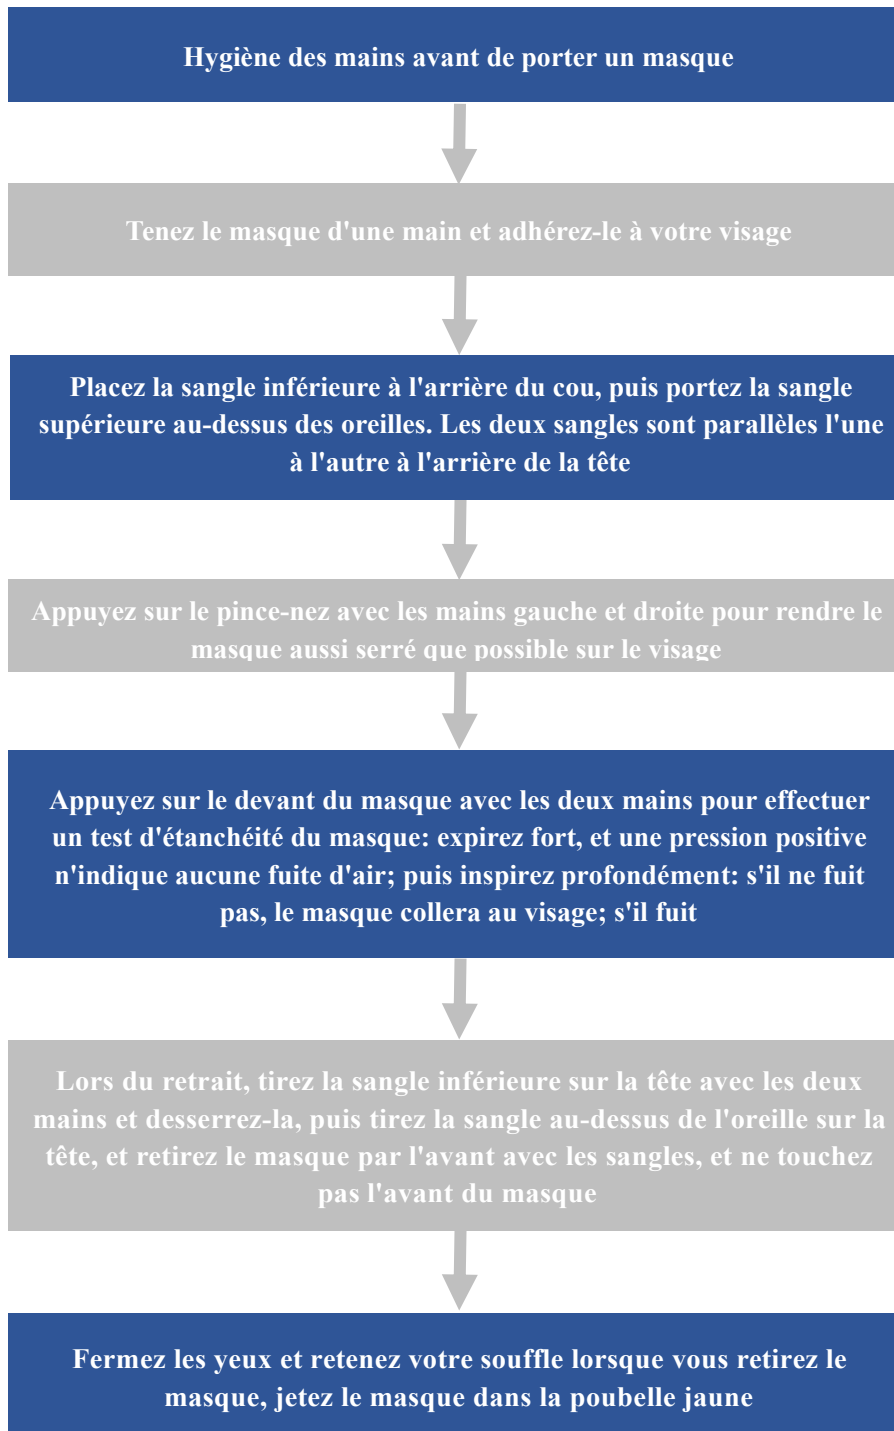 Hygiène des mains avant de porter un masque
Tenez le masque d'une main et adhérez-le à votre visage
Placez la sangle inférieure à l'arrière du cou, puis portez la sangle
supérieure au-dessus des oreilles. Les deux sangles sont parallèles l'une
à l'autre à l'arrière de la tête
Appuyez sur le pince-nez avec les mains gauche et droite pour rendre le
masque aussi serré que possible sur le visage
Appuyez sur le devant du masque avec les deux mains pour effectuer
un test d'étanchéité du masque: expirez fort, et une pression positive
n'indique aucune fuite d'air; puis inspirez profondément: s'il ne fuit
pas, le masque collera au visage; s'il fuit
Lors du retrait, tirez la sangle inférieure sur la tête avec les deux
mains et desserrez-la, puis tirez la sangle au-dessus de l'oreille sur la
tête, et retirez le masque par l'avant avec les sangles, et ne touchez
pas l'avant du masque
Fermez les yeux et retenez votre souffle lorsque vous retirez le
masque, jetez le masque dans la poubelle jaune